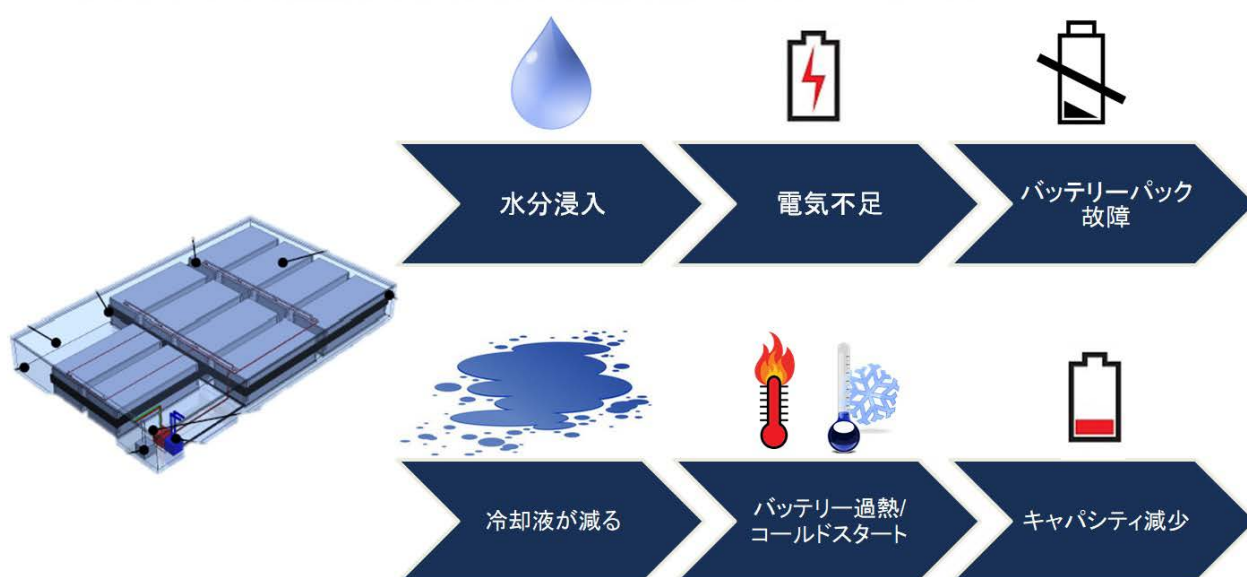 水分浸入
電気不足
バッテリーパック
故障
冷却液が減る
バッテリー過熱/
コールドスタート
キャパシティ減少